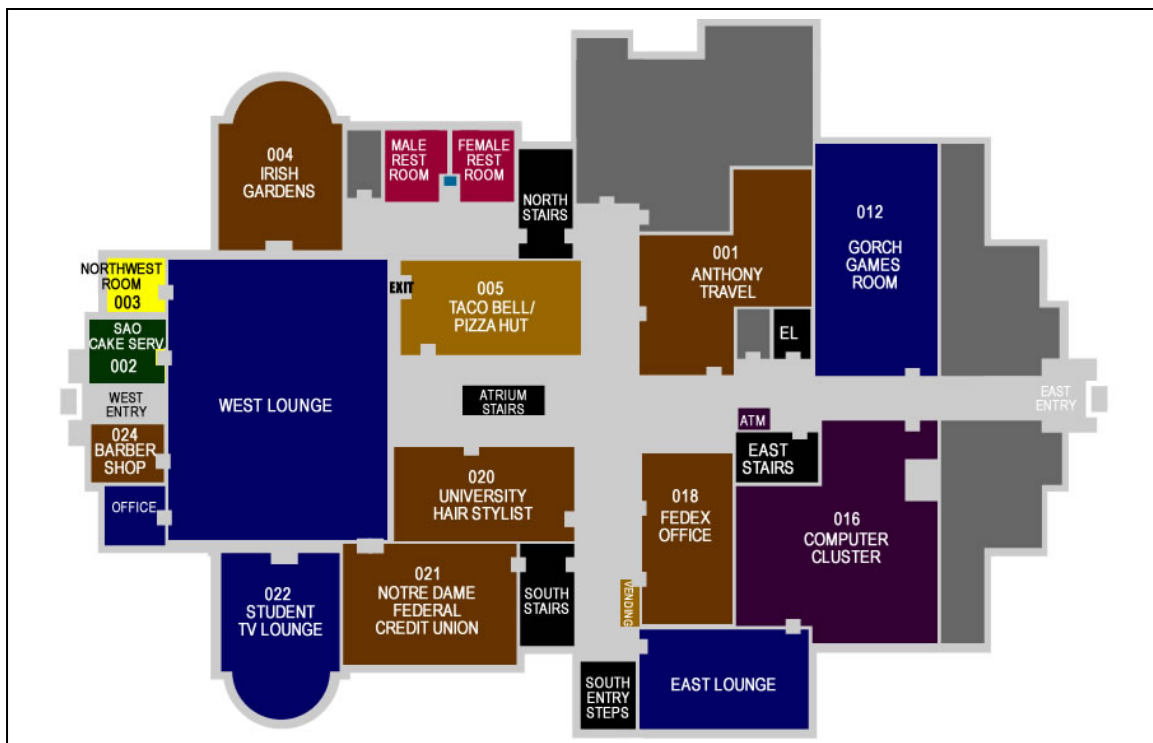 004
IRISH
GARDENS
MALE
REST
ROOM
FEMALE
REST
ROOM
NORTH
STAIRS
012
GORCH
GAMES
ROOM
001
ANTHONY
TRAVEL
NORTHWEST
ROOM
003
EXIT
005
TACO BELL/
PIZZA HUT
SAO
CAKE SERV
002
EL
WEST
ENTRY
WEST LOUNGE
ATRIUM
STAIRS
EAST
ENTRY
ATM
024
BARBER
SHOP
EAST
STAIRS
020
UNIVERSITY
HAIR STYLIST
018
FEDEX
OFFICE
OFFICE
016
COMPUTER
CLUSTER
022
STUDENT
TV LOUNGE
021
NOTRE DAME
FEDERAL
CREDIT UNION
SOUTH
STAIRS
VENDING
SOUTH
ENTRY
STEPS
EAST LOUNGE